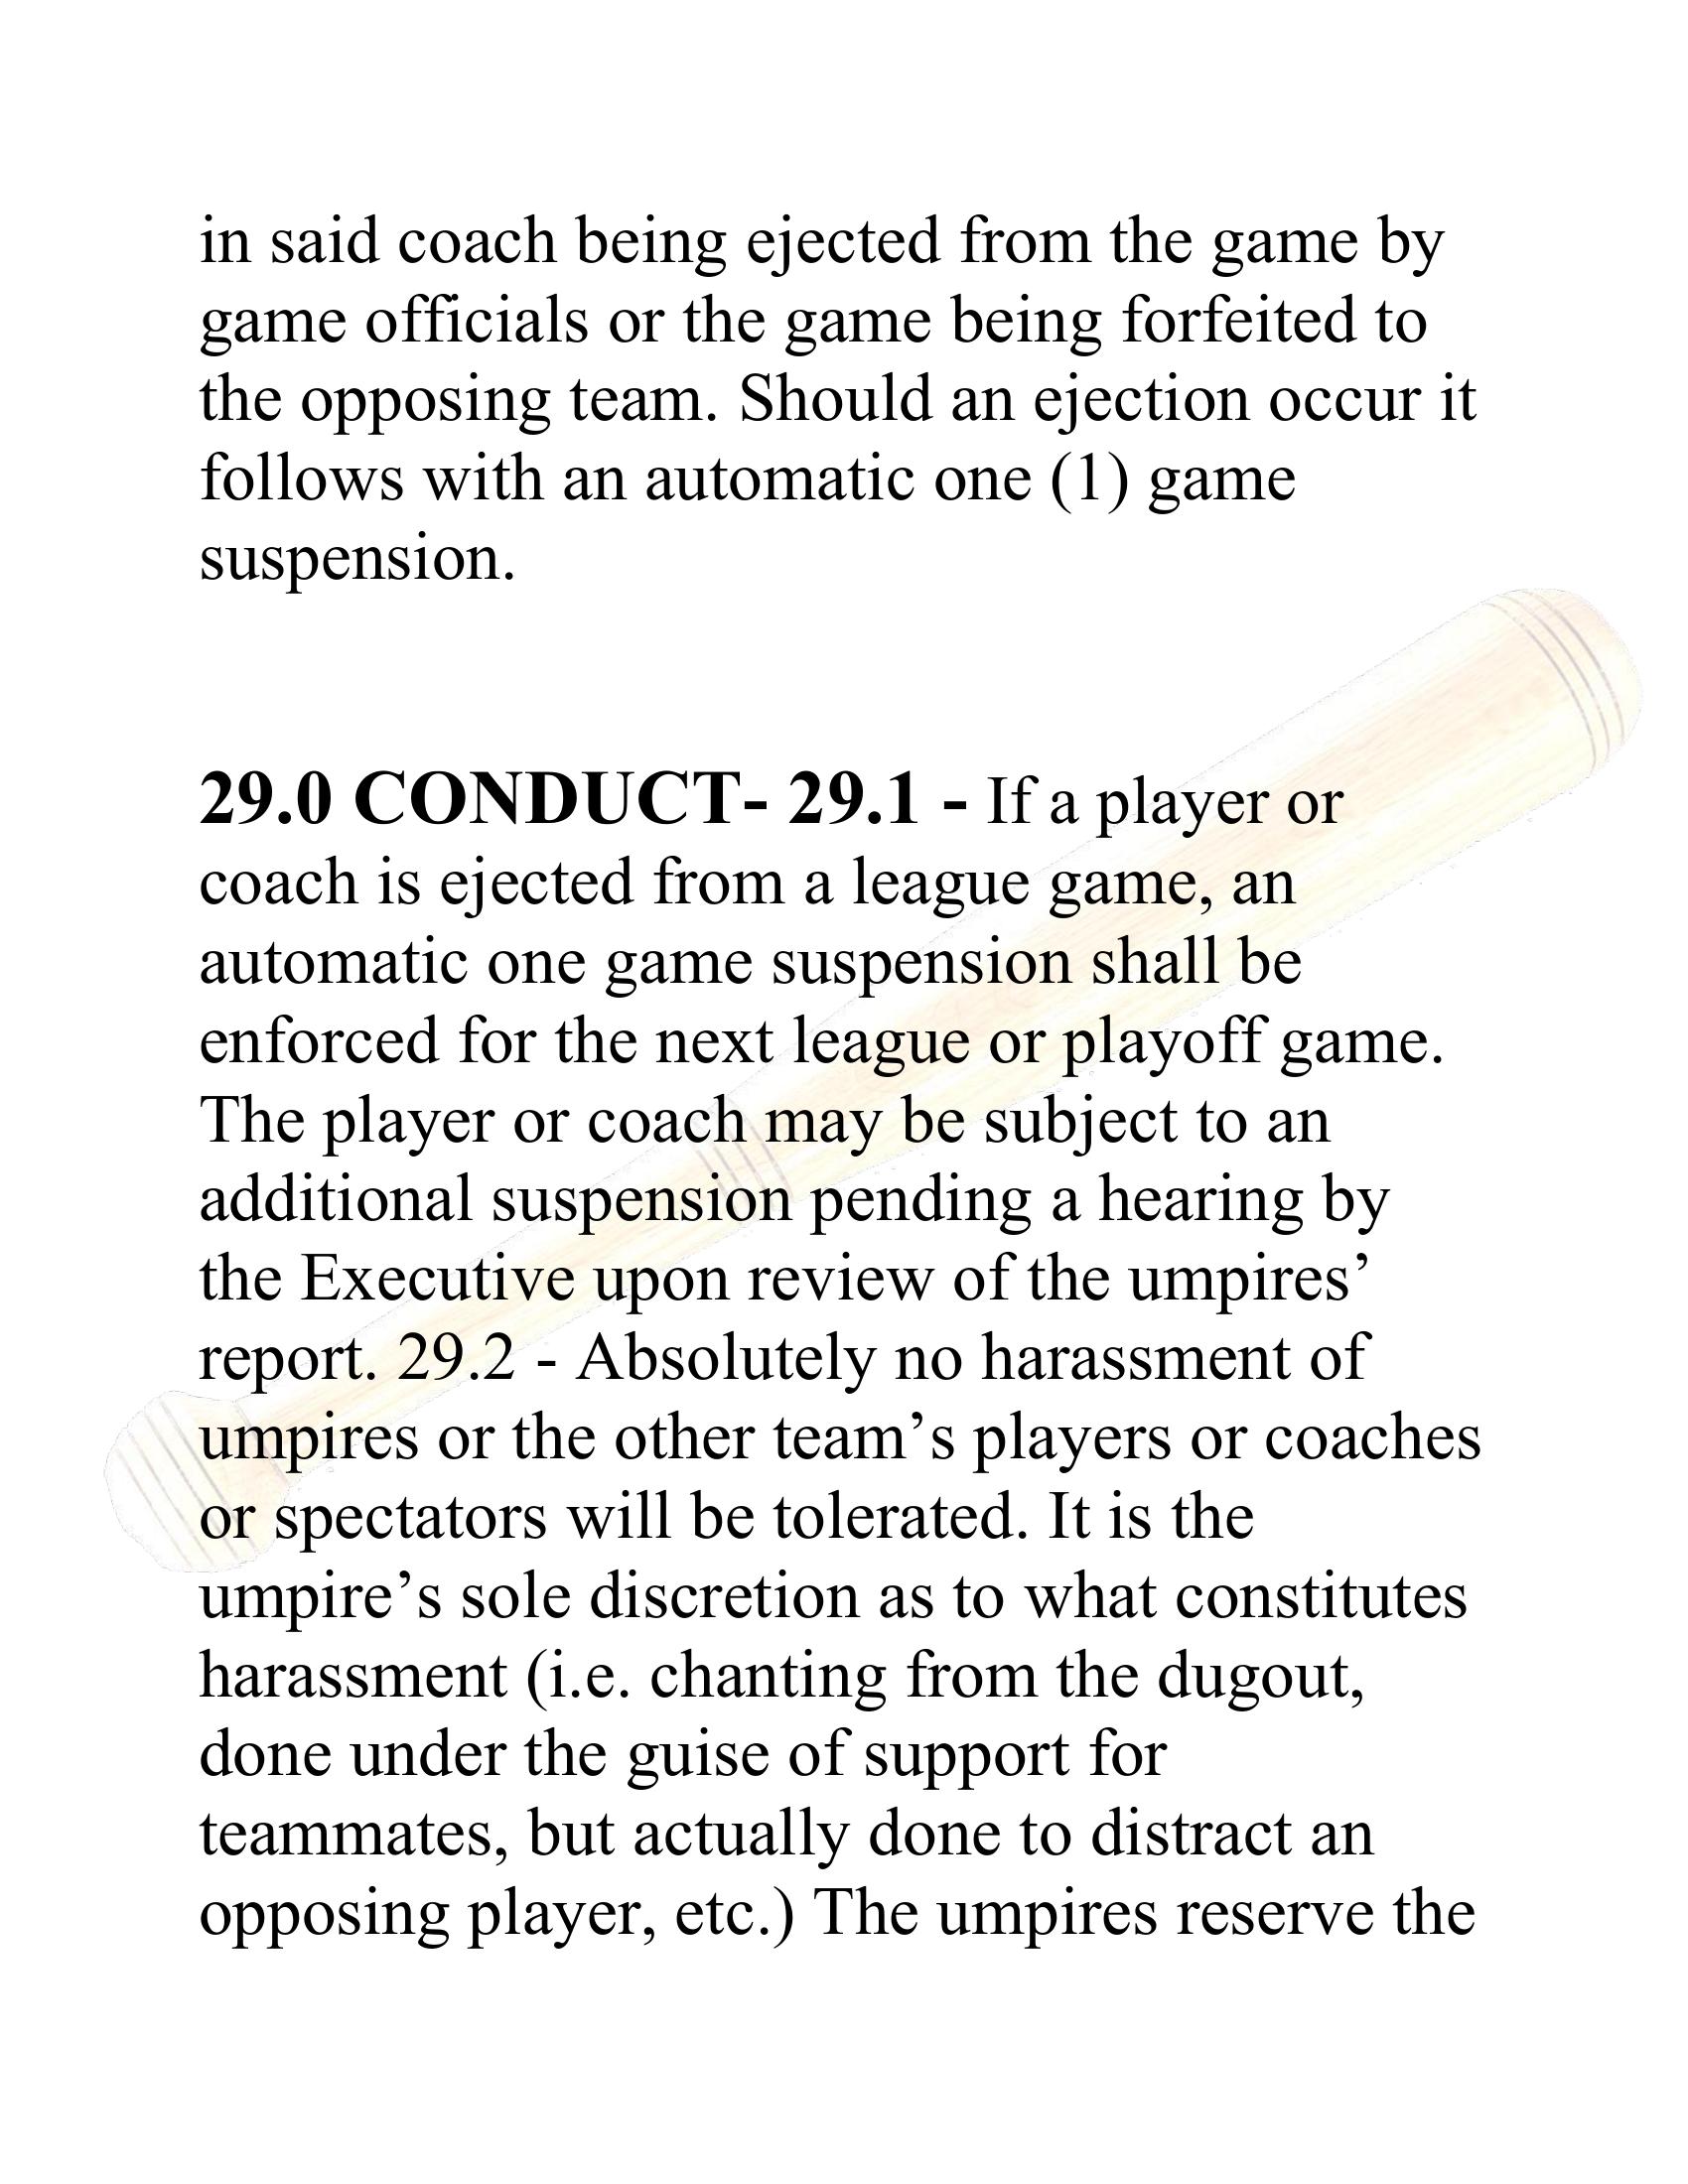 in said coach being ejected from the game by
game officials or the game being forfeited to
the opposing team. Should an ejection occur it
follows with an automatic one (1) game
suspension.
29.0 CONDUCT- 29.1 - If a player or
coach is ejected from a league game, an
automatic one game suspension shall be
enforced for the next league or playoff game.
The player or coach may be subject to an
additional suspension pending a hearing by
the Executive upon review of the umpires’
report. 29.2 - Absolutely no harassment of
umpires or the other team’s players or coaches
or spectators will be tolerated. It is the
umpire’s sole discretion as to what constitutes
harassment (i.e. chanting from the dugout,
done under the guise of support for
teammates, but actually done to distract an
opposing player, etc.) The umpires reserve the